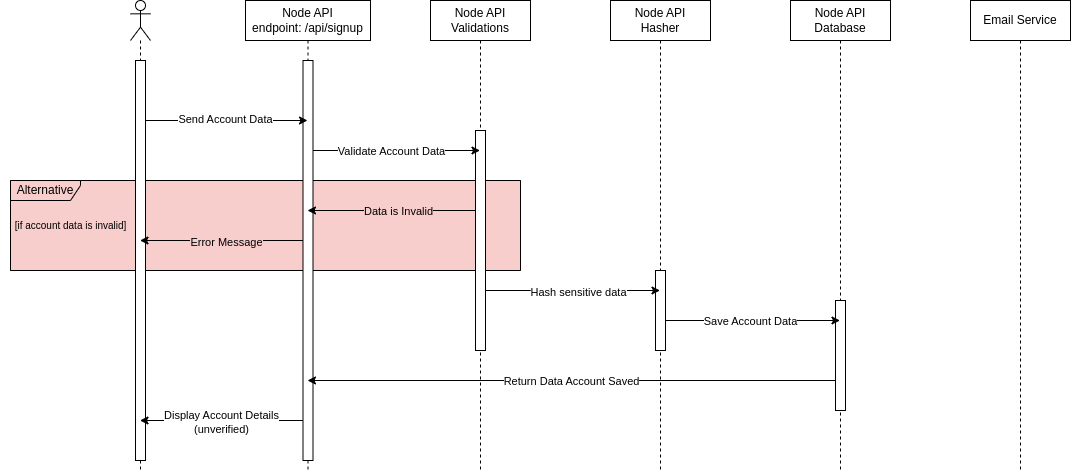 Node API
endpoint: /api/signup
Node API
Validations
Node API
Hasher
Node API
Database
Email Service
Send Account Data
Validate Account Data
Alternative
Data is Invalid
[if account data is invalid]
Error Message
Hash sensitive data
Save Account Data
Return Data Account Saved
Display Account Details
(unverified)